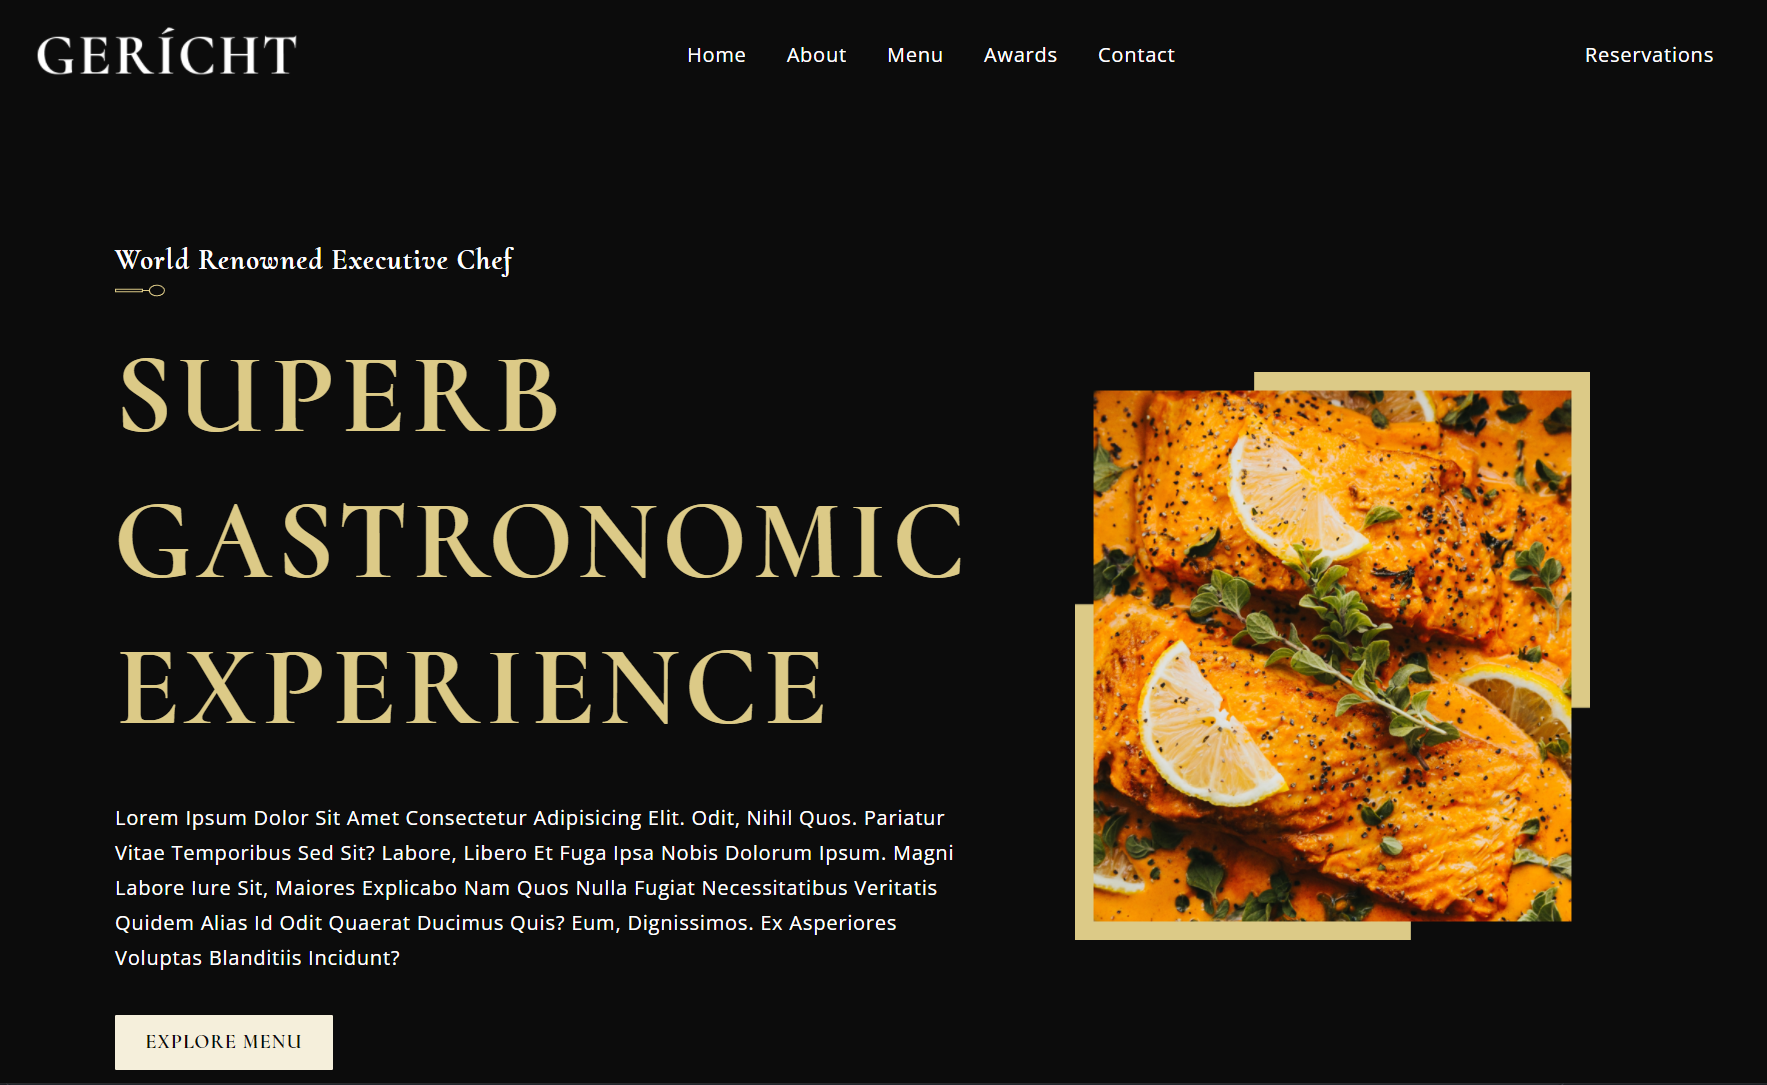 GERÍCHT
Home About Menu Awards Contact
Reservations
World Renowned Executive Chef
SUPERB
GASTRONOMIC
EXPERIENCE
Lorem Ipsum Dolor Sit Amet Consectetur Adipisicing Elit. Odit, Nihil Quos. Pariatur
Vitae Temporibus Sed Sit? Labore, Libero Et Fuga Ipsa Nobis Dolorum Ipsum. Magni
Labore Iure Sit, Maiores Explicabo Nam Quos Nulla Fugiat Necessitatibus Veritatis
Quidem Alias Id Odit Quaerat Ducimus Quis? Eum, Dignissimos. Ex Asperiores
Voluptas Blanditiis Incidunt?
EXPLORE MENU